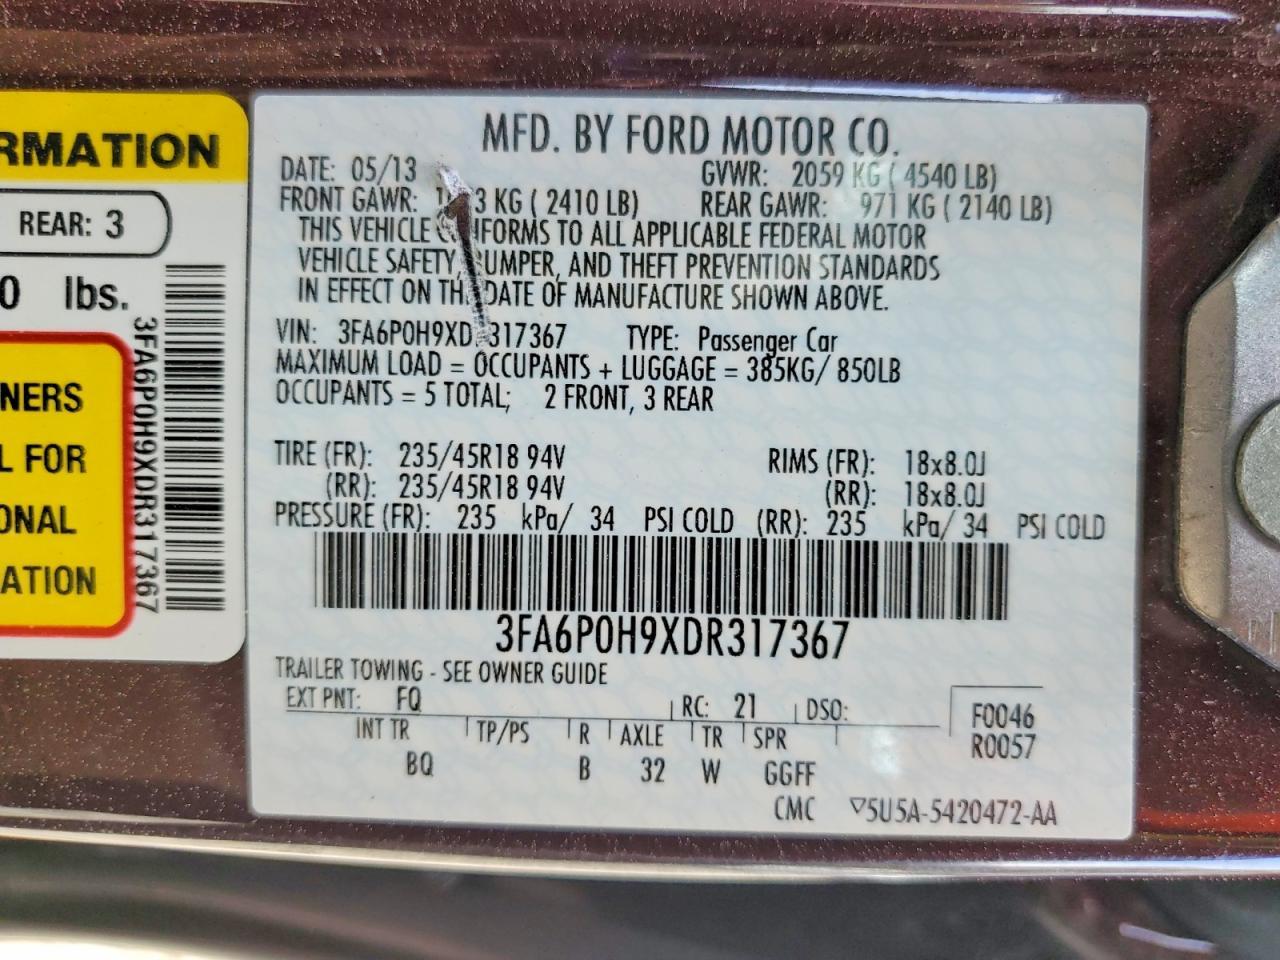 RMATION
REAR: 3
0 lbs.
NERS
L FOR
ONAL
ATION
3FA6P0H9XDR317367
MFD. BY FORD MOTOR CO.
DATE: 05/13 GVWR: 2059 KG ( 4540 LB)
FRONT GAWR: 3 KG ( 2410 LB) REAR GAWR: 971 KG ( 2140 LB)
THIS VEHICLE CONFORMS TO ALL APPLICABLE FEDERAL MOTOR
VEHICLE SAFETY, BUMPER, AND THEFT PREVENTION STANDARDS
IN EFFECT ON THE DATE OF MANUFACTURE SHOWN ABOVE.
VIN: 3FA6P0H9XD 317367 TYPE: Passenger Car
MAXIMUM LOAD = OCCUPANTS + LUGGAGE = 385KG/ 850LB
OCCUPANTS = 5 TOTAL; 2 FRONT, 3 REAR
TIRE (FR): 235/45R18 94V RIMS (FR): 18x8.0J
(RR): 235/45R18 94V (RR): 18x8.0J
PRESSURE (FR): 235 kPa/ 34 PSI COLD (RR): 235 kPa/ 34 PSI COLD
3FA6P0H9XDR317367
TRAILER TOWING - SEE OWNER GUIDE
EXT PNT: FQ RC: 21 DSO: F0046
INT TR TP/PS R AXLE TR SPR R0057
BQ B 32 W GGFF
CMC ▽5U5A-5420472-AA